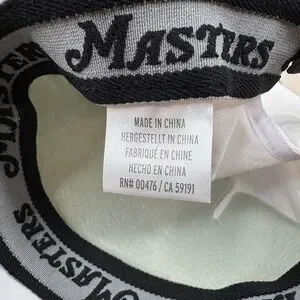 MASTERS
MASTERS
MASTERS
MASTERS
MADE IN CHINA
HERGESTELLT IN CHINA
FABRIQUÉ EN CHINE
HECHO EN CHINA
RN# 00476 / CA 59191